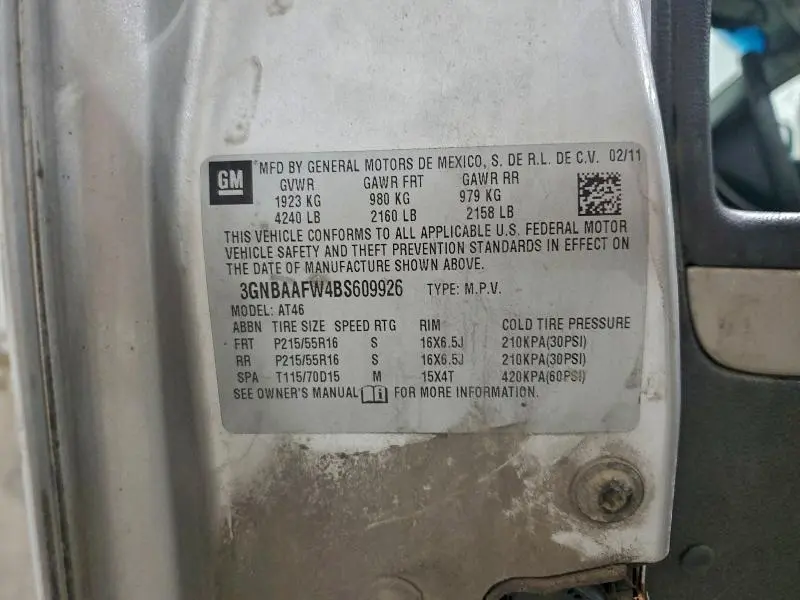 GM MFD BY GENERAL MOTORS DE MEXICO, S. DE R.L. DE C.V. 02/11
GVWR GAWR FRT GAWR RR
1923 KG 980 KG 979 KG
4240 LB 2160 LB 2158 LB
THIS VEHICLE CONFORMS TO ALL APPLICABLE U.S. FEDERAL MOTOR
VEHICLE SAFETY AND THEFT PREVENTION STANDARDS IN EFFECT ON
THE DATE OF MANUFACTURE SHOWN ABOVE.
3GNBAAFW4BS609926 TYPE: M.P.V.
MODEL: AT46
ABBN TIRE SIZE SPEED RTG RIM COLD TIRE PRESSURE
FRT P215/55R16 S 16X6.5J 210KPA(30PSI)
RR P215/55R16 S 16X6.5J 210KPA(30PSI)
SPA T115/70D15 M 15X4T 420KPA(60PSI)
SEE OWNER'S MANUAL FOR MORE INFORMATION.